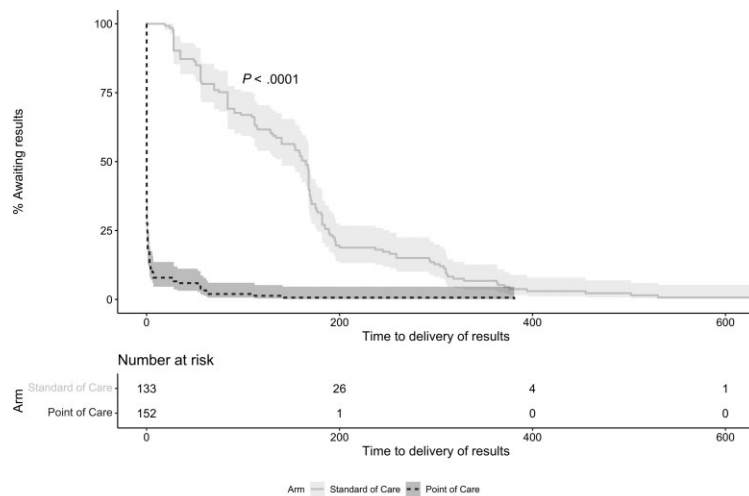 100
75
50
25
0
% Awaiting results
P < .0001
0 200 400 600
Time to delivery of results
Number at risk
Arm
Standard of Care 133 26 4 1
Point of Care 152 1 0 0
0 200 400 600
Time to delivery of results
Arm Standard of Care Point of Care